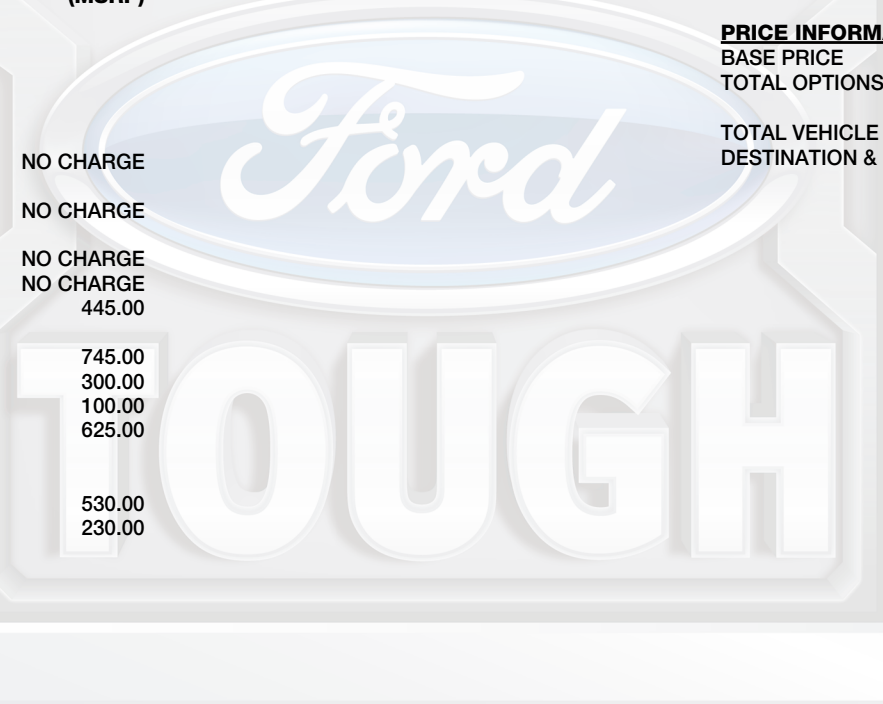 (MSRP)
PRICE INFORMA
BASE PRICE
TOTAL OPTIONS
TOTAL VEHICLE
DESTINATION &
NO CHARGE
NO CHARGE
NO CHARGE
NO CHARGE
445.00
745.00
300.00
100.00
625.00
530.00
230.00
Ford
TOUGH